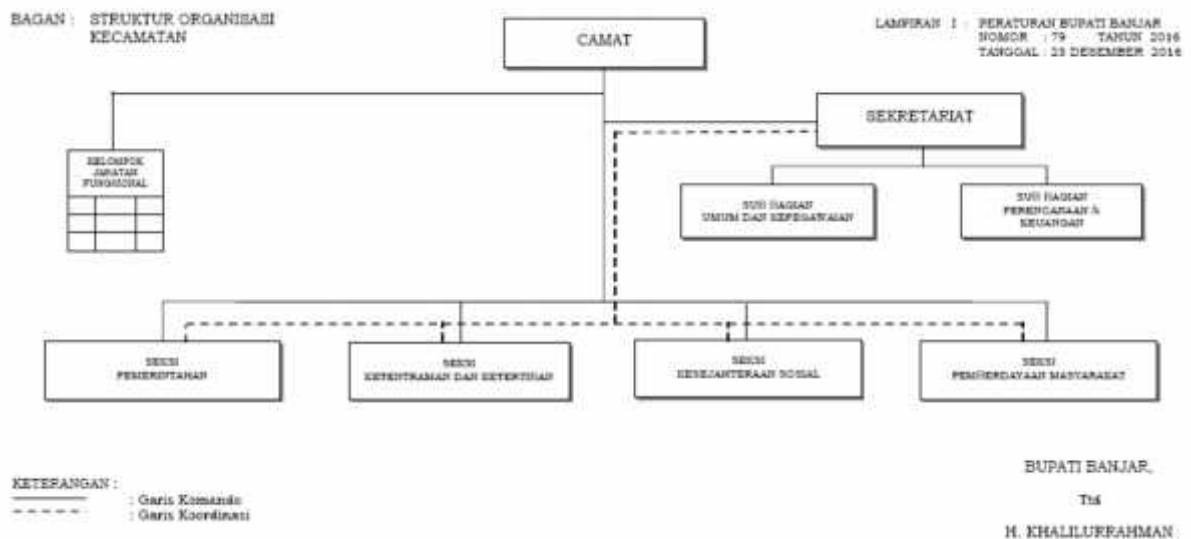 BAGAN : STRUKTUR ORGANISASI
KECAMATAN
LAMPIRAN I : PERATURAN BUPATI BANJAR
NOMOR : 79 TAHUN 2016
TANGGAL : 23 DESEMBER 2016
CAMAT
SEKRETARIAT
KELOMPOK
JABATAN
FUNGSIONAL
SUB BAGIAN
UMUM DAN KEPEGAWAIAN
SUB BAGIAN
PERENCANAAN &
KEUANGAN
SEKSI
PEMERINTAHAN
SEKSI
KETENTRAMAN DAN KETERTIBAN
SEKSI
KESEJAHTERAAN SOSIAL
SEKSI
PEMBERDAYAAN MASYARAKAT
KETERANGAN :
: Garis Komando
: Garis Koordinasi
BUPATI BANJAR,
Ttd
H. KHALILURRAHMAN